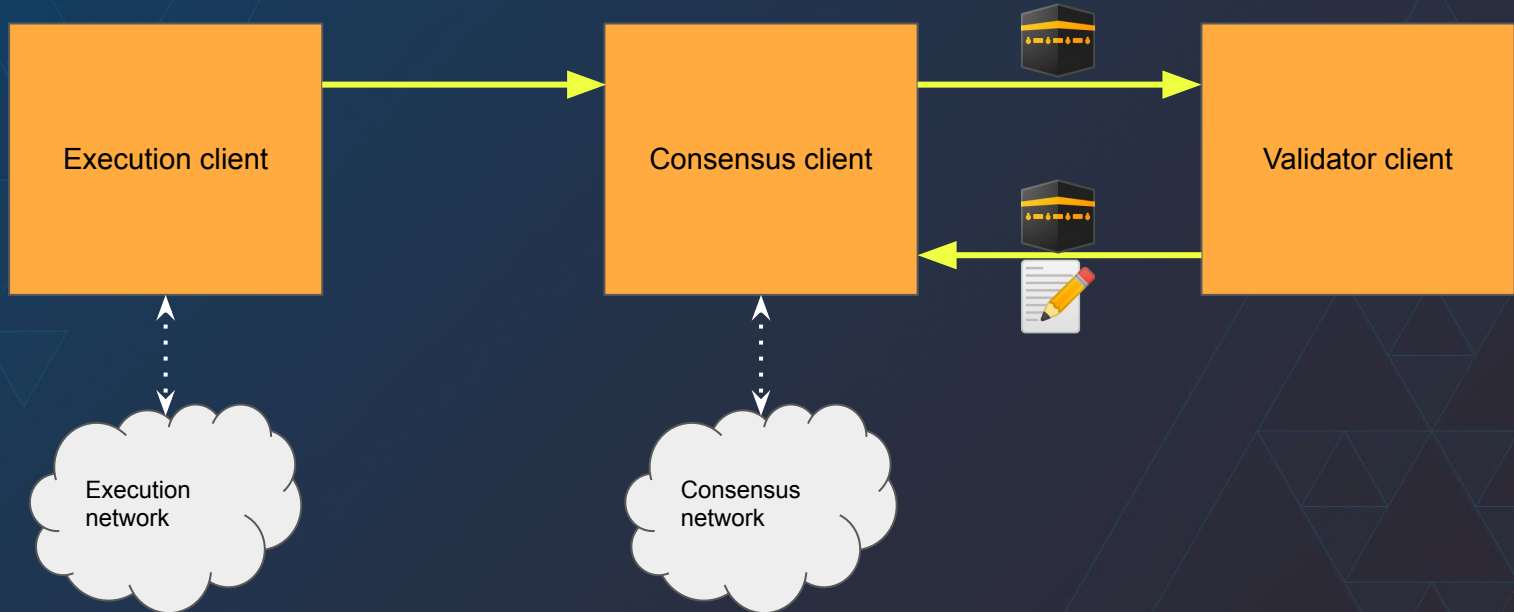 Execution client
Consensus client
Validator client
Execution
network
Consensus
network